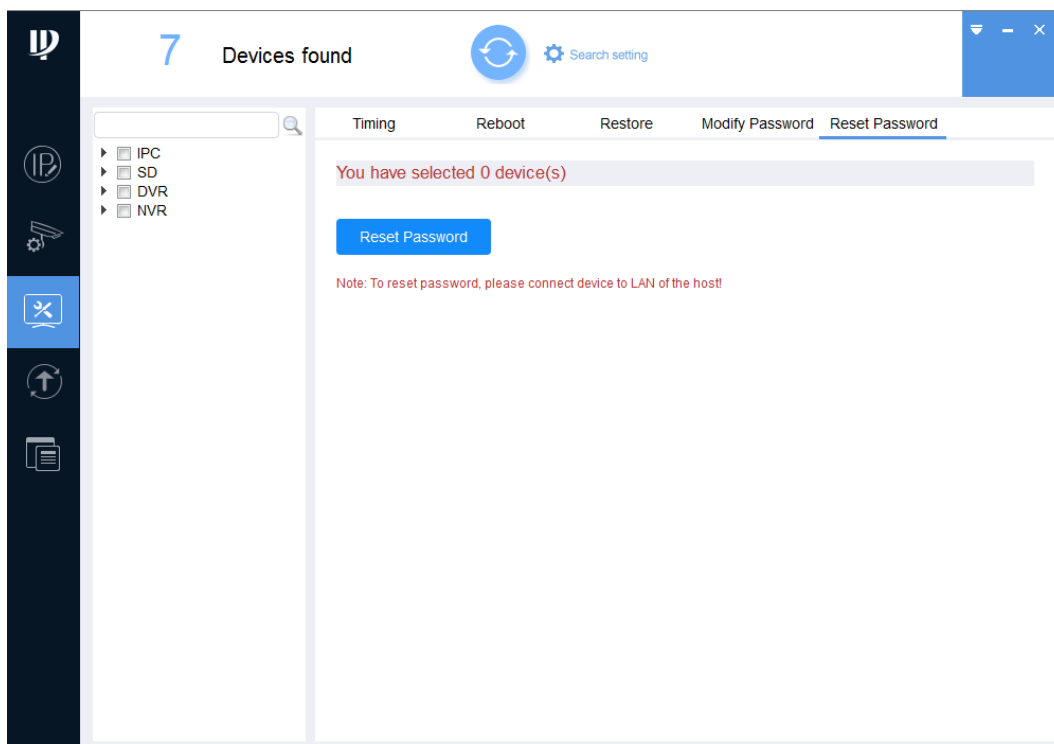 7 Devices found
Search setting
Timing Reboot Restore Modify Password Reset Password
IPC
SD
DVR
NVR
You have selected 0 device(s)
Reset Password
Note: To reset password, please connect device to LAN of the host!
IP